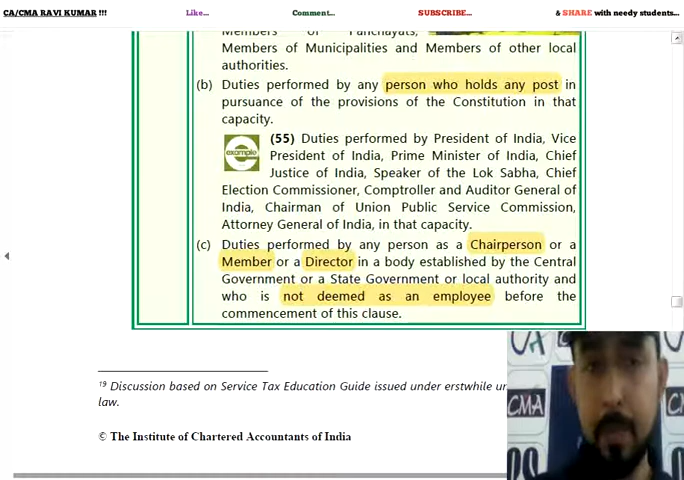 CA/CMA RAVI KUMAR !!! Like... Comment... SUBSCRIBE... & SHARE with needy students...
Members of Panchayats,
Members of Municipalities and Members of other local
authorities.
(b) Duties performed by any person who holds any post in
pursuance of the provisions of the Constitution in that
capacity.
example (55) Duties performed by President of India, Vice
President of India, Prime Minister of India, Chief
Justice of India, Speaker of the Lok Sabha, Chief
Election Commissioner, Comptroller and Auditor General of
India, Chairman of Union Public Service Commission,
Attorney General of India, in that capacity.
(c) Duties performed by any person as a Chairperson or a
Member or a Director in a body established by the Central
Government or a State Government or local authority and
who is not deemed as an employee before the
commencement of this clause.
19 Discussion based on Service Tax Education Guide issued under erstwhile
law.
© The Institute of Chartered Accountants of India
CA
CMA
CMA